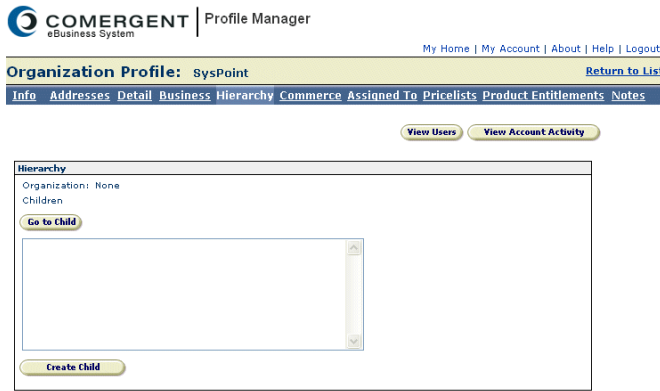 COMERGENT Profile Manager
eBusiness System
My Home | My Account | About | Help | Logout
Organization Profile: SysPoint Return to List
Info Addresses Detail Business Hierarchy Commerce Assigned To Pricelists Product Entitlements Notes
View Users View Account Activity
Hierarchy
Organization: None
Children
Go to Child
Create Child